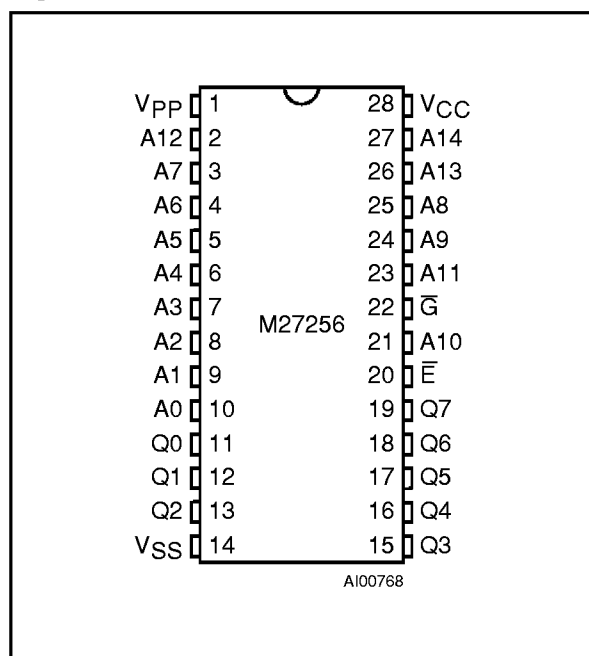 VPP 1 28 VCC
A12 2 27 A14
A7 3 26 A13
A6 4 25 A8
A5 5 24 A9
A4 6 23 A11
A3 7 22 G̅
A2 8 21 A10
A1 9 20 E̅
A0 10 19 Q7
Q0 11 18 Q6
Q1 12 17 Q5
Q2 13 16 Q4
VSS 14 15 Q3
M27256
AI00768